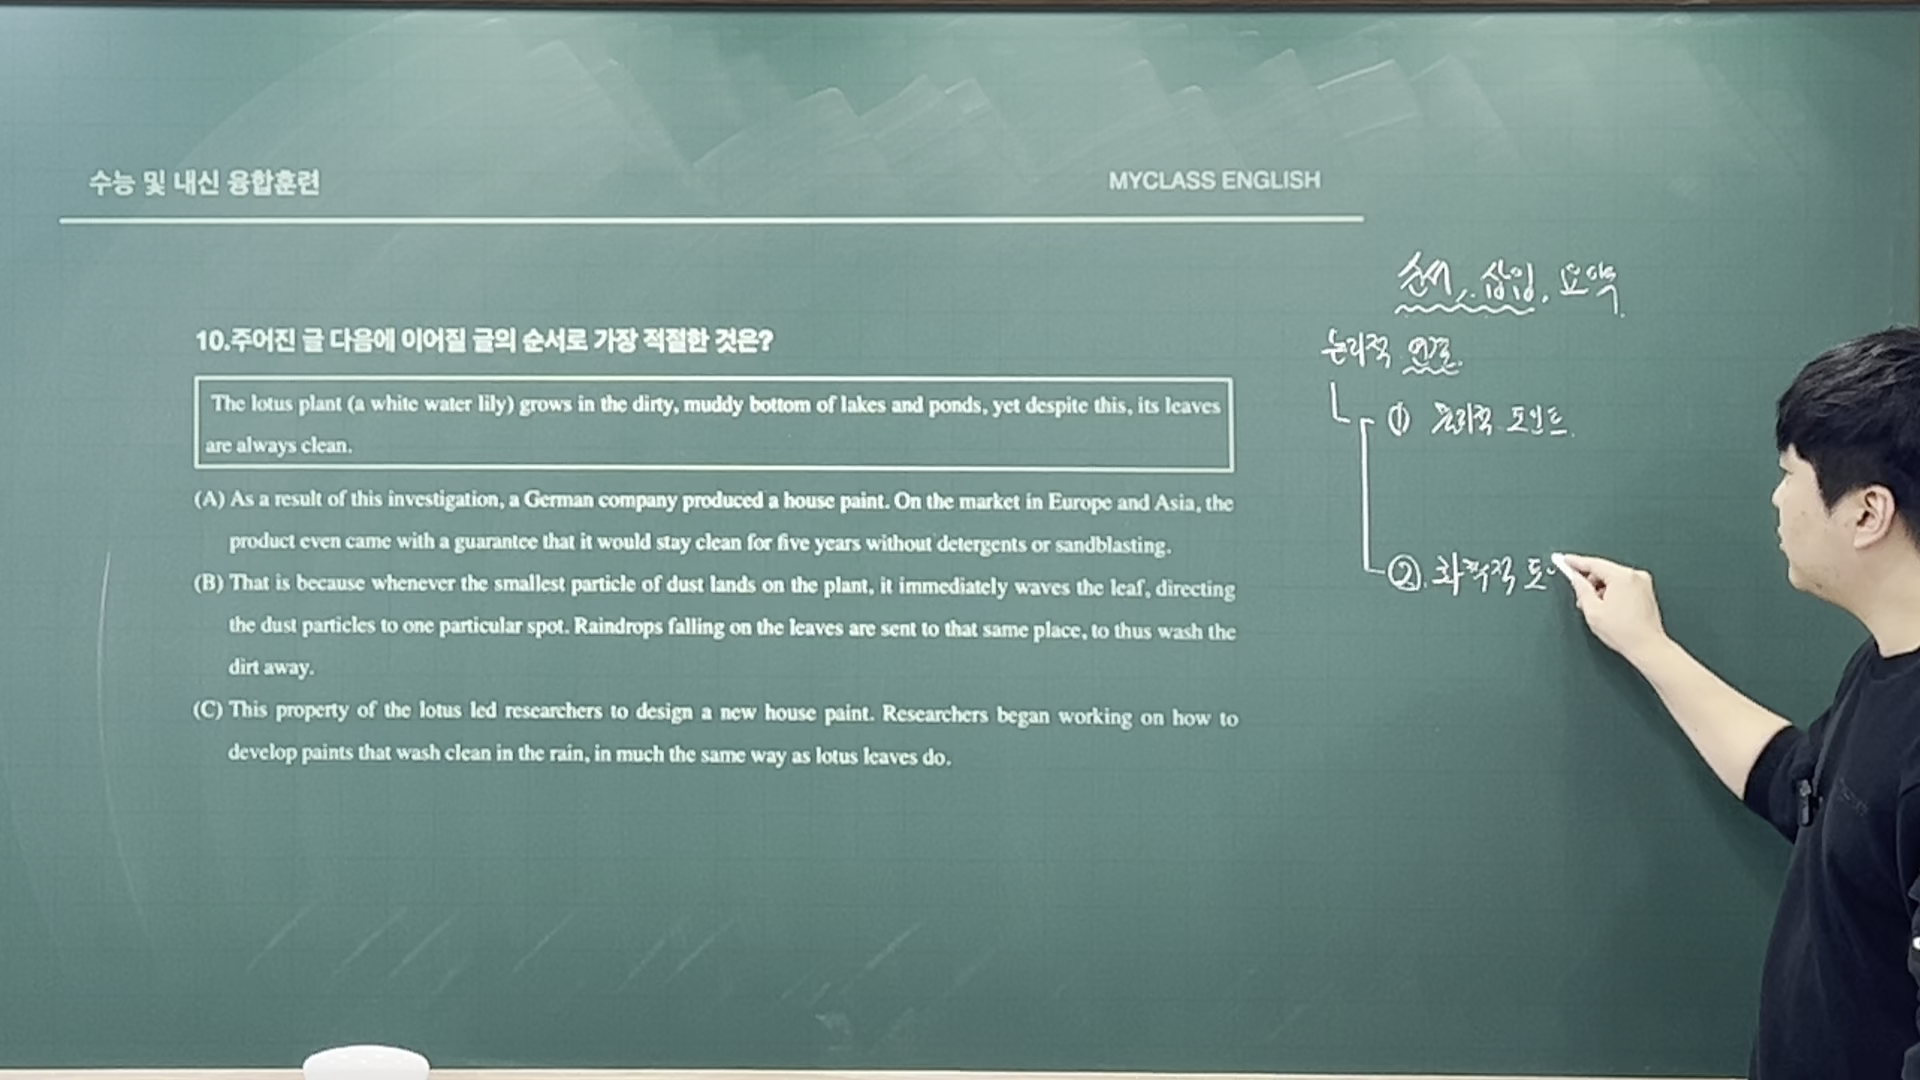 수능 및 내신 융합훈련
MYCLASS ENGLISH
10.주어진 글 다음에 이어질 글의 순서로 가장 적절한 것은?
The lotus plant (a white water lily) grows in the dirty, muddy bottom of lakes and ponds, yet despite this, its leaves
are always clean.
(A) As a result of this investigation, a German company produced a house paint. On the market in Europe and Asia, the
product even came with a guarantee that it would stay clean for five years without detergents or sandblasting.
(B) That is because whenever the smallest particle of dust lands on the plant, it immediately waves the leaf, directing
the dust particles to one particular spot. Raindrops falling on the leaves are sent to that same place, to thus wash the
dirt away.
(C) This property of the lotus led researchers to design a new house paint. Researchers began working on how to
develop paints that wash clean in the rain, in much the same way as lotus leaves do.
순서, 삽입, 요약
논리적 연결.
① 논리적 포인트.
②